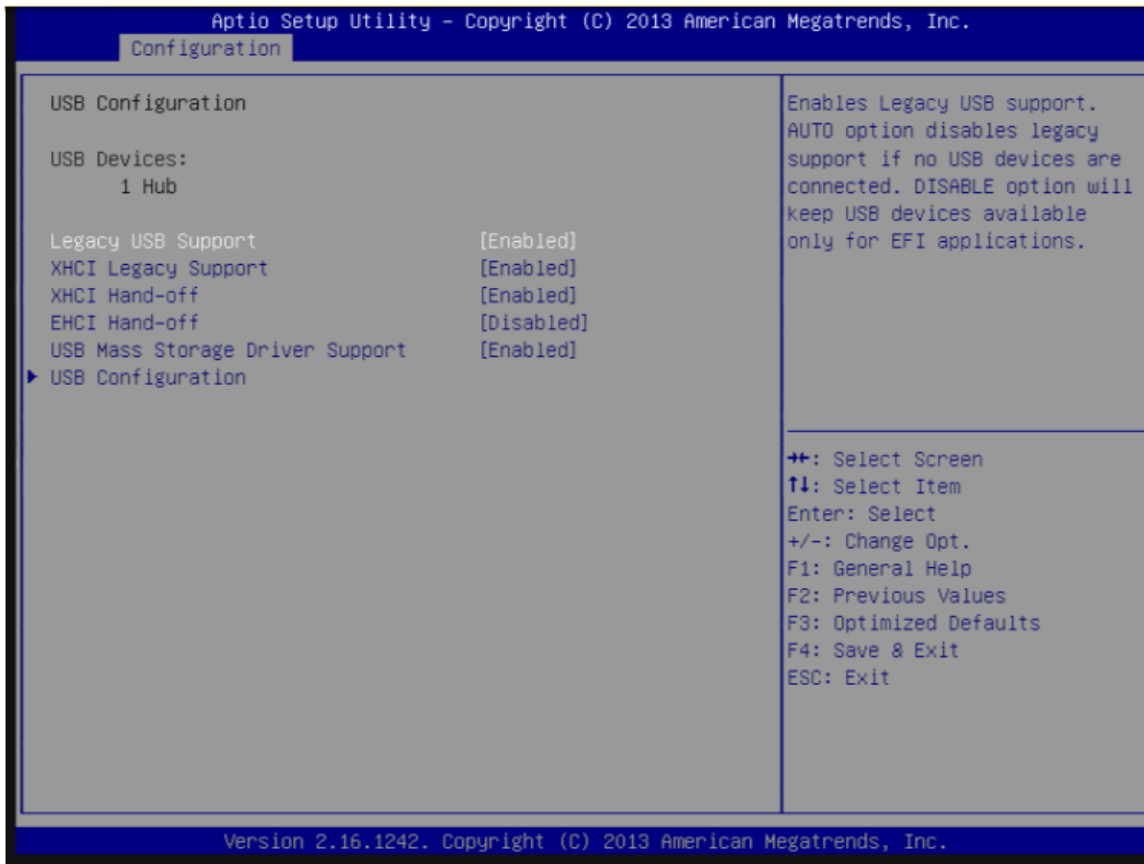 Aptio Setup Utility – Copyright (C) 2013 American Megatrends, Inc.
Configuration
USB Configuration
USB Devices:
1 Hub
Legacy USB Support [Enabled]
XHCI Legacy Support [Enabled]
XHCI Hand-off [Enabled]
EHCI Hand-off [Disabled]
USB Mass Storage Driver Support [Enabled]
▶ USB Configuration
Enables Legacy USB support.
AUTO option disables legacy
support if no USB devices are
connected. DISABLE option will
keep USB devices available
only for EFI applications.
→←: Select Screen
↑↓: Select Item
Enter: Select
+/-: Change Opt.
F1: General Help
F2: Previous Values
F3: Optimized Defaults
F4: Save & Exit
ESC: Exit
Version 2.16.1242. Copyright (C) 2013 American Megatrends, Inc.